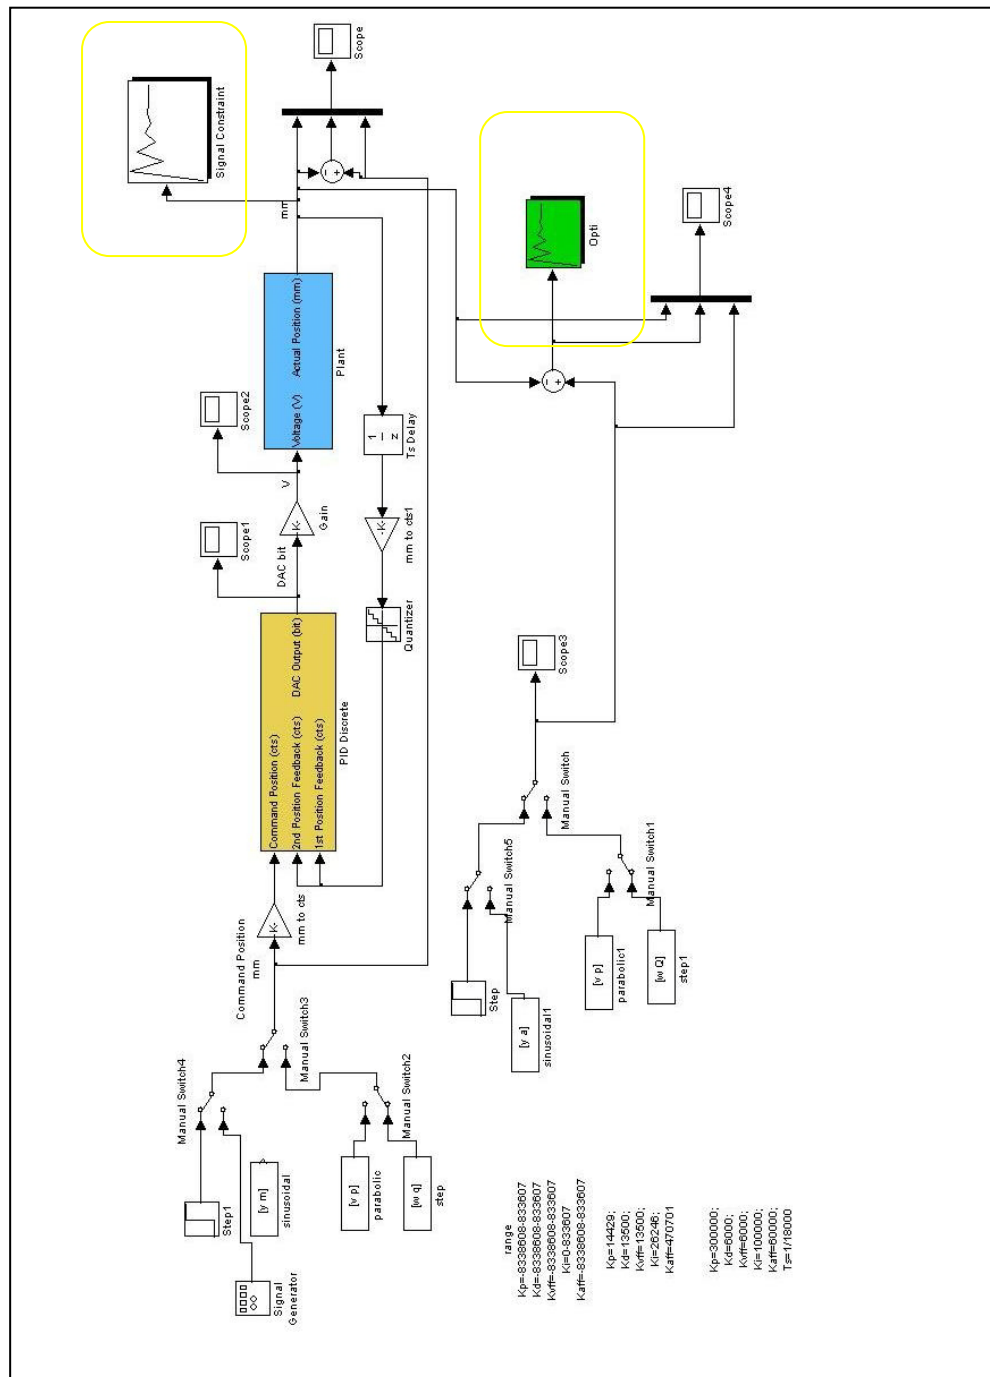 Signal Constraint
Scope
mm
Opti
Scope4
Voltage (V)
Actual Position (mm)
Plant
Scope2
V
-K-
Gain
DAC bit
Scope1
1
z
Ts Delay
-K-
mm to cts1
Quantizer
Command Position (cts)
2nd Position Feedback (cts)
1st Position Feedback (cts)
DAC Output (bit)
PID Discrete
K-
mm to cts
Command Position
mm
Manual Switch3
Manual Switch4
Manual Switch2
Step1
[y m]
sinusoidal
Signal
Generator
[v p]
parabolic
[w q]
step
Scope3
Manual Switch
Manual Switch5
Manual Switch1
Step
[y a]
sinusoidal1
[v p]
parabolic1
[w Q]
step1
range
Kp=-8338608-833607
Kd=-8338608-833607
Kvff=-8338608-833607
Ki=0-833607
Kaff=-8338608-833607
Kp=14429;
Kd=13500;
Kvff=13500;
Ki=26246;
Kaff=470701
Kp=300000;
Kd=6000;
Kvff=6000;
Ki=100000;
Kaff=60000;
Ts=1/18000